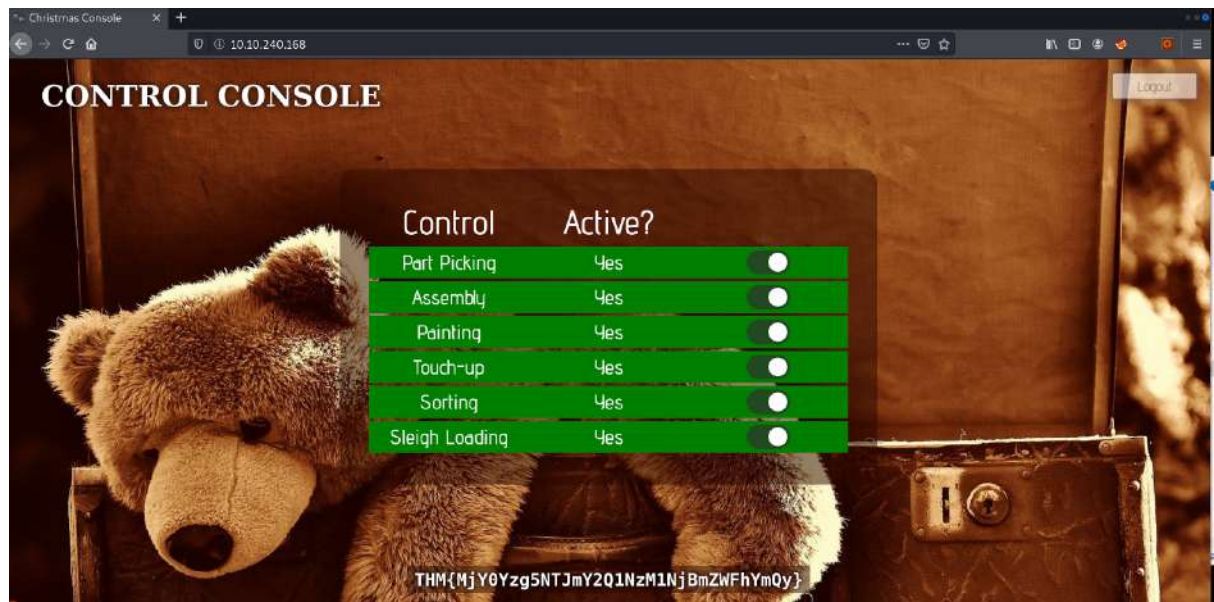 Christmas Console
10.10.240.168
CONTROL CONSOLE
Logout
Control Active?
Part Picking Yes
Assembly Yes
Painting Yes
Touch-up Yes
Sorting Yes
Sleigh Loading Yes
THM{MjY0Yzg5NTJmY2Q1NzM1NjBmZWFhYmQy}